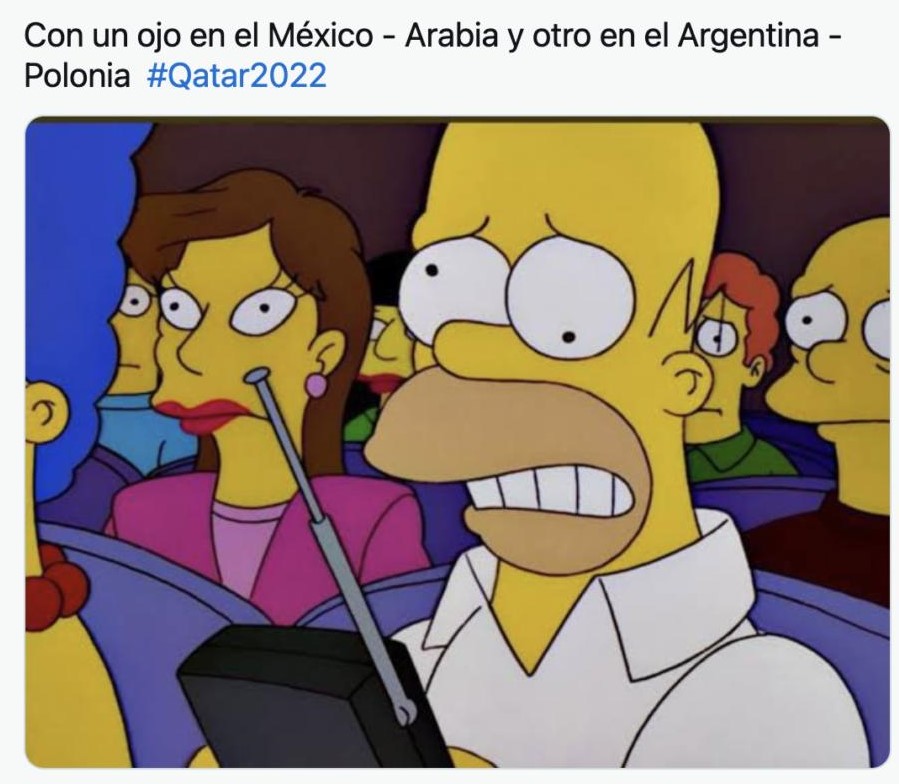 Con un ojo en el México - Arabia y otro en el Argentina -
Polonia #Qatar2022